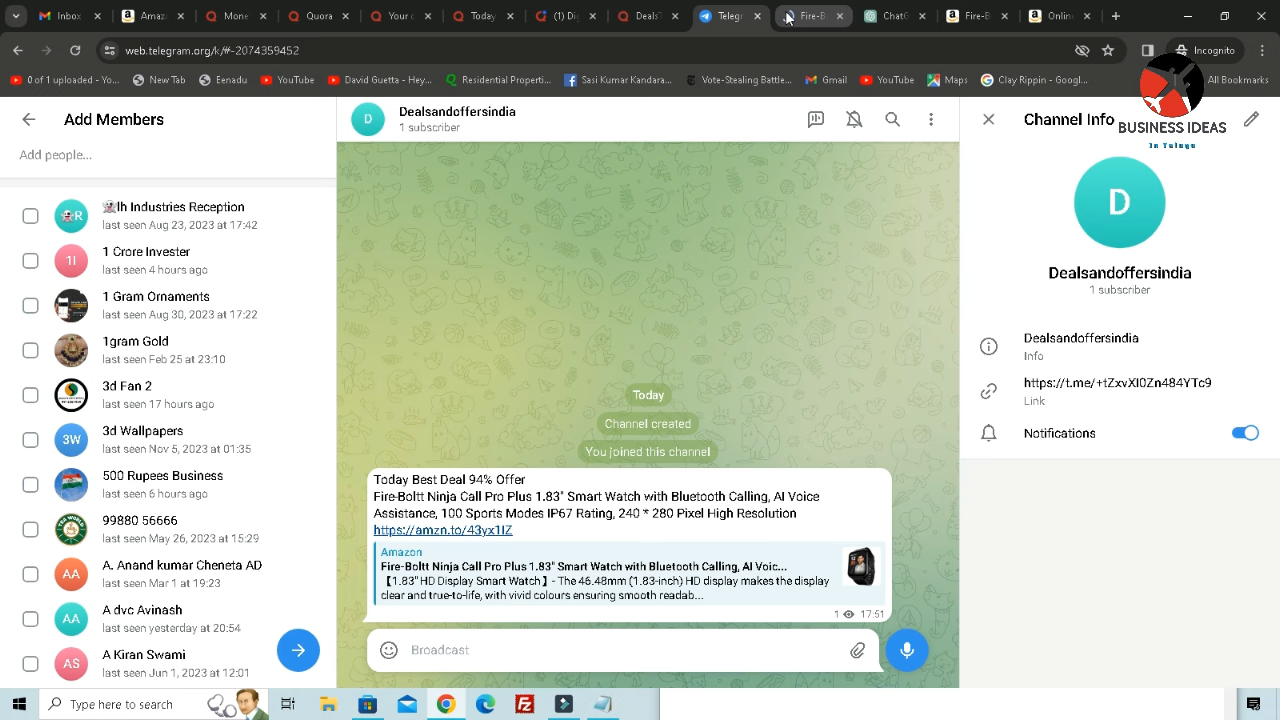 Inbox
Amaz
Mone
Quora
Your c
Today
(1) Dig
DealsT
Telegr
Fire-B
ChatG
Fire-B
Online
web.telegram.org/k/#-2074359452
Incognito
0 of 1 uploaded - Yo...
New Tab
Eenadu
YouTube
David Guetta - Hey...
Residential Properti...
Sasi Kumar Kandara...
Vote-Stealing Battle...
Gmail
YouTube
Maps
Clay Rippin - Googl...
All Bookmarks
BUSINESS IDEAS
In Telugu
Add Members
Add people...
lh Industries Reception
last seen Aug 23, 2023 at 17:42
1 Crore Invester
last seen 4 hours ago
1 Gram Ornaments
last seen Aug 30, 2023 at 17:22
1gram Gold
last seen Feb 25 at 23:10
3d Fan 2
last seen 17 hours ago
3W
3d Wallpapers
last seen Nov 5, 2023 at 01:35
500 Rupees Business
last seen 6 hours ago
99880 56666
last seen May 26, 2023 at 15:29
AA
A. Anand kumar Cheneta AD
last seen Mar 1 at 19:23
AA
A dvc Avinash
last seen yesterday at 20:54
AS
A Kiran Swami
last seen Jun 1, 2023 at 12:01
D
Dealsandoffersindia
1 subscriber
Today
Channel created
You joined this channel
Today Best Deal 94% Offer
Fire-Boltt Ninja Call Pro Plus 1.83" Smart Watch with Bluetooth Calling, AI Voice
Assistance, 100 Sports Modes IP67 Rating, 240 * 280 Pixel High Resolution
https://amzn.to/43yx1IZ
Amazon
Fire-Boltt Ninja Call Pro Plus 1.83" Smart Watch with Bluetooth Calling, AI Voic...
【1.83" HD Display Smart Watch】- The 46.48mm (1.83-inch) HD display makes the display
clear and true-to-life, with vivid colours ensuring smooth readab...
1 17:51
Broadcast
Channel Info
D
Dealsandoffersindia
1 subscriber
Dealsandoffersindia
Info
https://t.me/+tZxvXI0Zn484YTc9
Link
Notifications
Type here to search